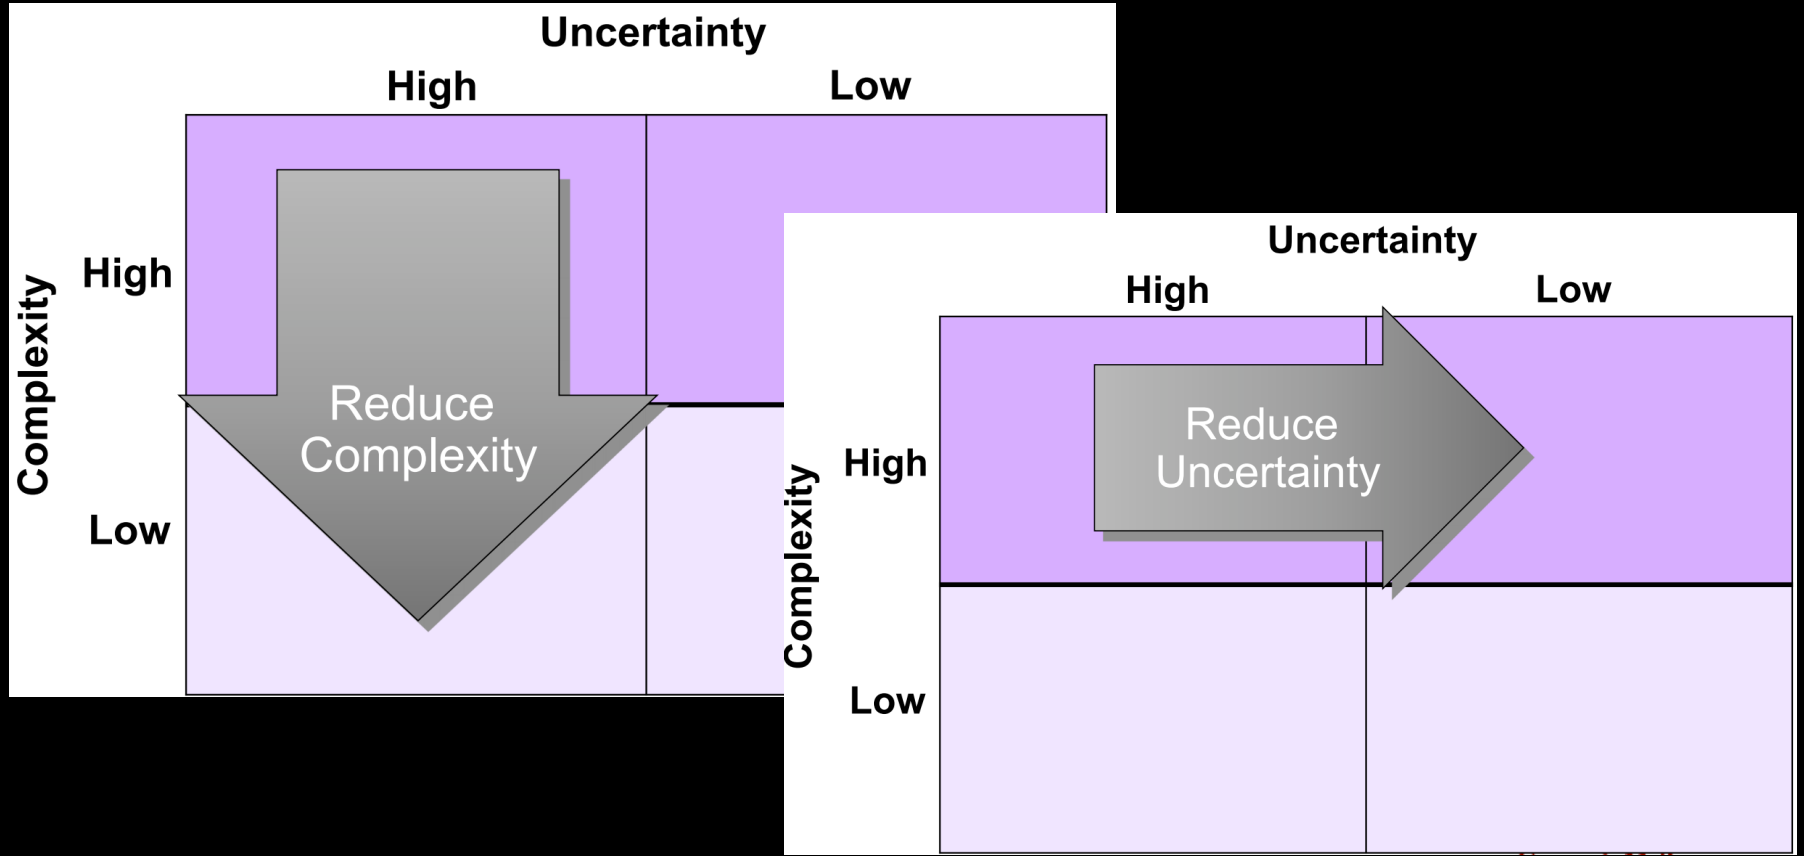 Uncertainty
High
Low
Complexity
High
Low
Reduce
Complexity
Uncertainty
High
Low
Complexity
High
Low
Reduce
Uncertainty